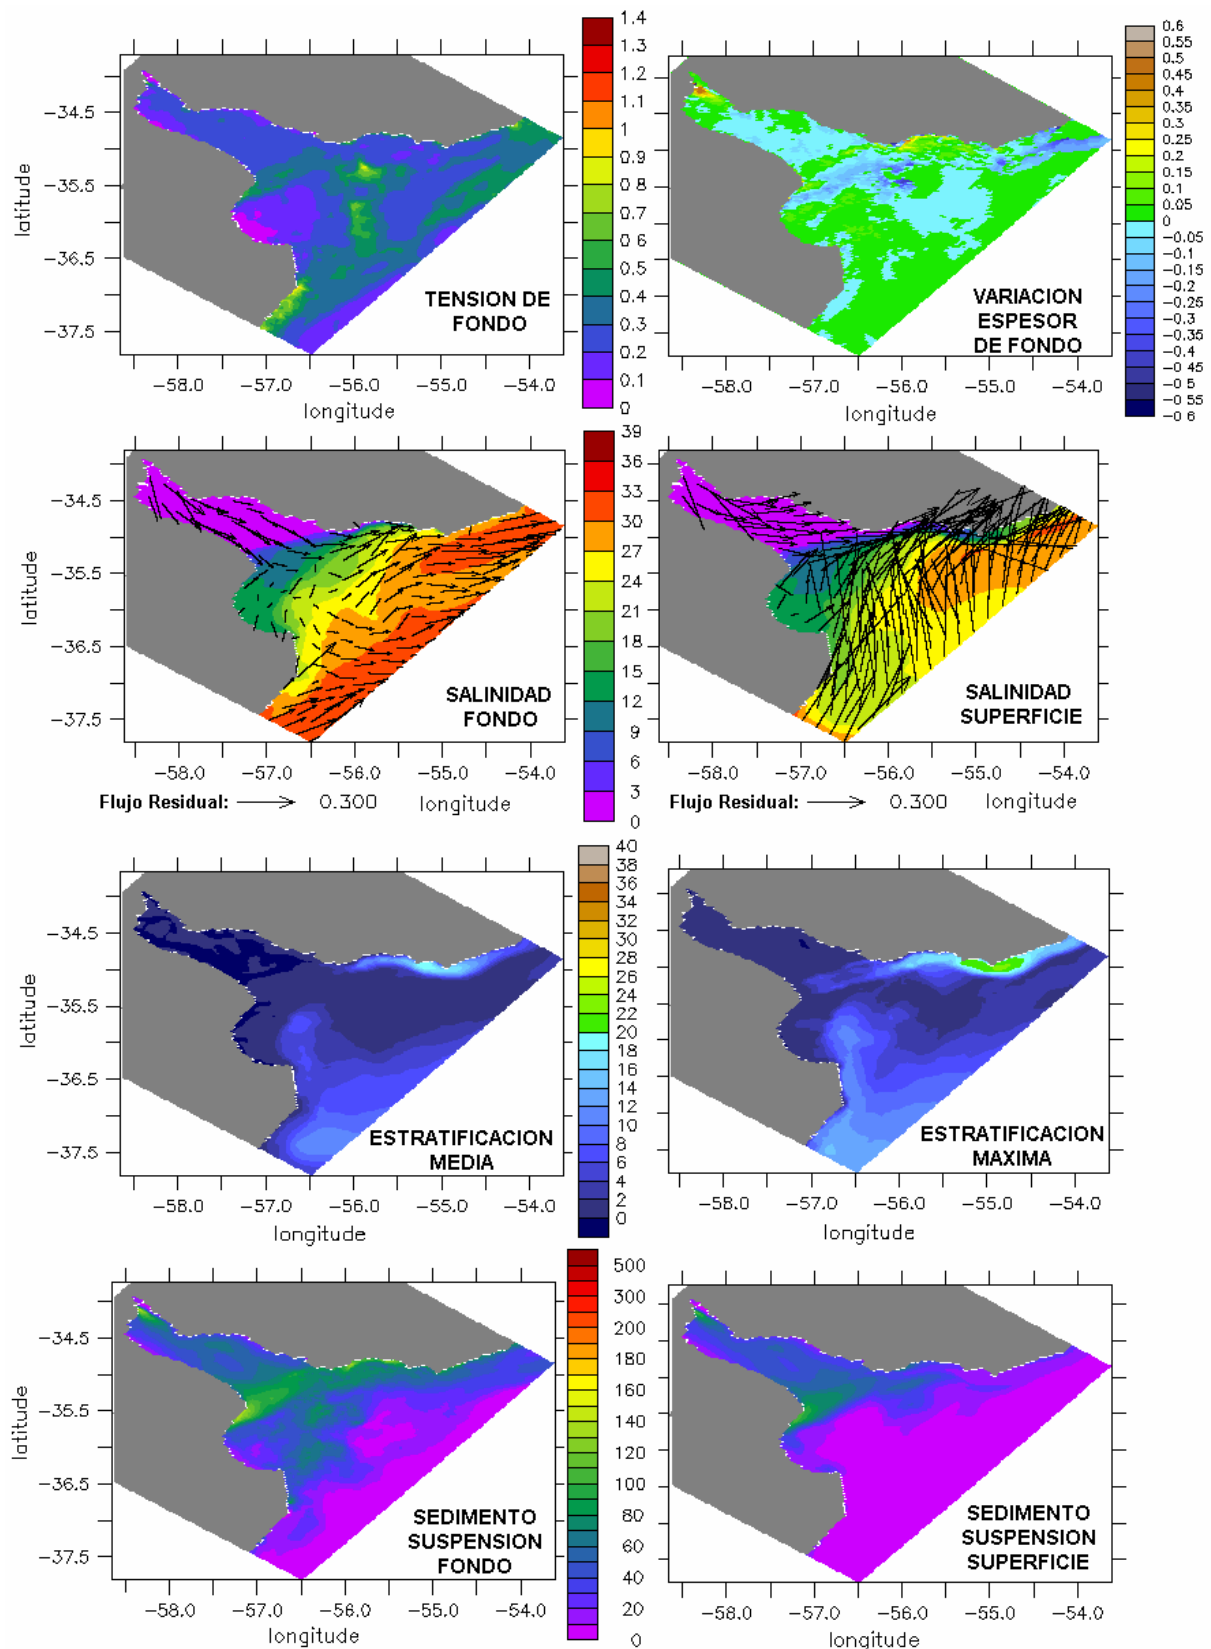 1.4
1.3
1.2
1.1
1
0.9
0.8
0.7
0.6
0.5
0.4
0.3
0.2
0.1
0
−34.5
−35.5
−36.5
−37.5
latitude
TENSION DE
FONDO
−58.0 −57.0 −56.0 −55.0 −54.0
longitude
0.6
0.55
0.5
0.45
0.4
0.35
0.3
0.25
0.2
0.15
0.1
0.05
0
−0.05
−0.1
−0.15
−0.2
−0.25
−0.3
−0.35
−0.4
−0.45
−0 5
−0 55
−0 6
VARIACION
ESPESOR
DE FONDO
−58.0 −57.0 −56.0 −55.0 −54.0
longitude
39
36
33
30
27
24
21
18
15
12
9
6
3
0
−34.5
−35.5
−36.5
−37.5
latitude
SALINIDAD
FONDO
−58.0 −57.0 −56.0 −55.0 −54.0
Flujo Residual: 0.300 longitude
SALINIDAD
SUPERFICIE
−58.0 −57.0 −56.0 −55.0 −54.0
Flujo Residual: 0.300 longitude
40
38
36
34
32
30
28
26
24
22
20
18
16
14
12
10
8
6
4
2
0
−34.5
−35.5
−36.5
−37.5
latitude
ESTRATIFICACION
MEDIA
−58.0 −57.0 −56.0 −55.0 −54.0
longitude
ESTRATIFICACION
MAXIMA
−58.0 −57.0 −56.0 −55.0 −54.0
longitude
500
300
200
180
160
140
120
100
80
60
40
20
0
−34.5
−35.5
−36.5
−37.5
latitude
SEDIMENTO
SUSPENSION
FONDO
−58.0 −57.0 −56.0 −55.0 −54.0
longitude
SEDIMENTO
SUSPENSION
SUPERFICIE
−58.0 −57.0 −56.0 −55.0 −54.0
longitude